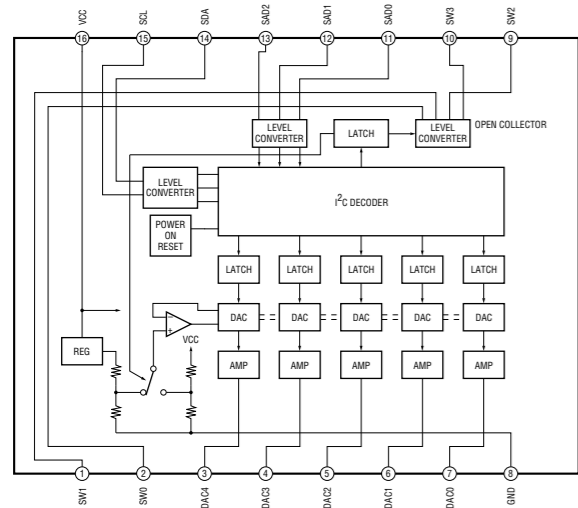 VCC SCL SDA SAD2 SAD1 SAD0 SW3 SW2
16 15 14 13 12 11 10 9
LEVEL CONVERTER
LATCH
LEVEL CONVERTER
OPEN COLLECTOR
LEVEL CONVERTER
I²C DECODER
POWER ON RESET
LATCH LATCH LATCH LATCH LATCH
− +
DAC DAC DAC DAC DAC
VCC
REG
AMP AMP AMP AMP AMP
1 2 3 4 5 6 7 8
SW1 SW0 DAC4 DAC3 DAC2 DAC1 DAC0 GND